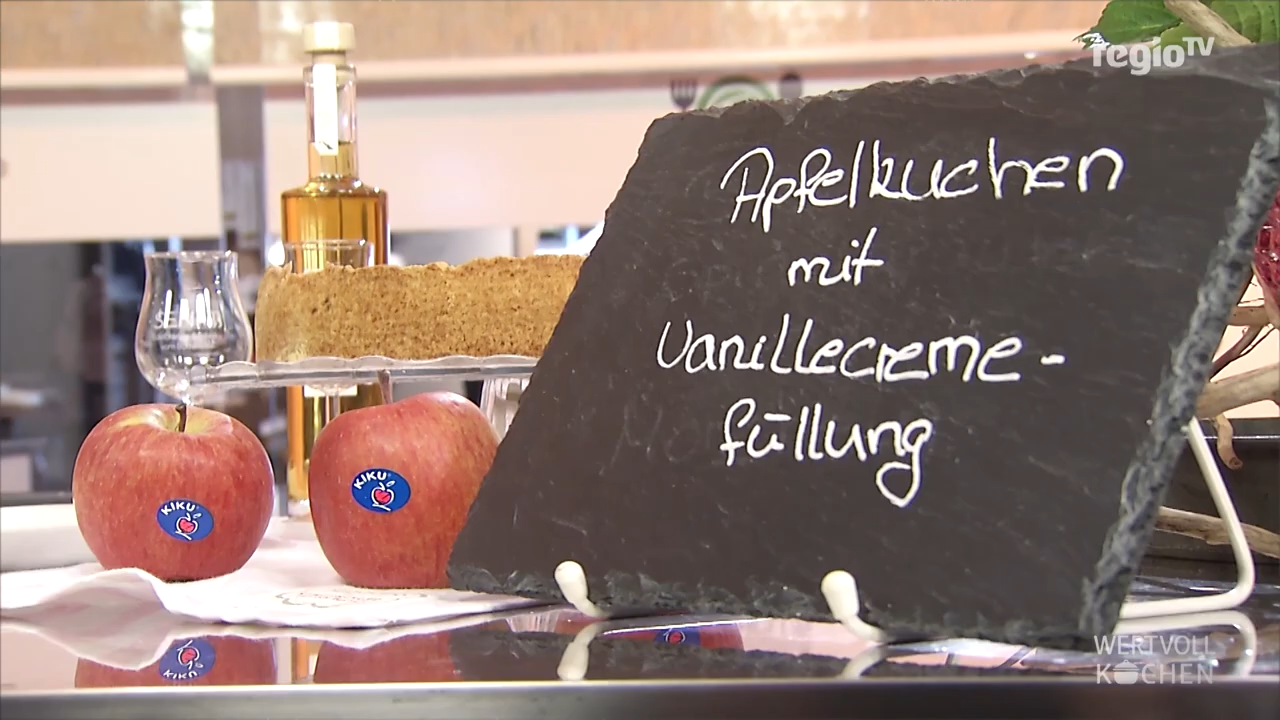 regio TV
Apfelkuchen
mit
Vanillecreme-
füllung
KIKU
KIKU
WERTVOLL
KOCHEN